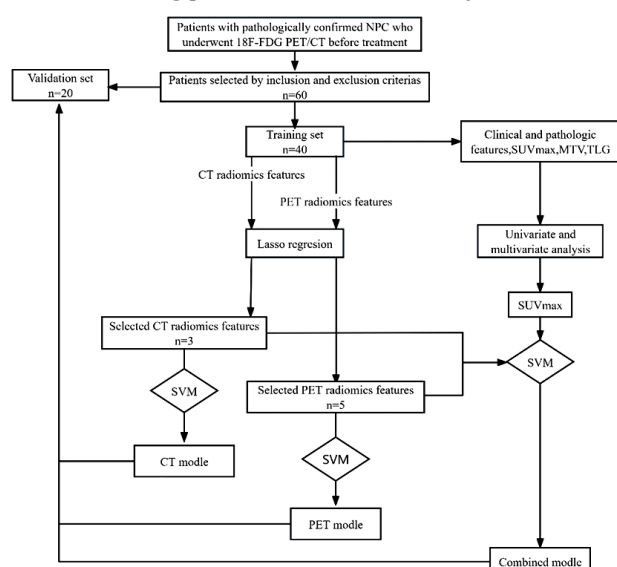 Patients with pathologically confirmed NPC who
underwent 18F-FDG PET/CT before treatment
Validation set
n=20
Patients selected by inclusion and exclusion criterias
n=60
Training set
n=40
Clinical and pathologic
features,SUVmax,MTV,TLG
CT radiomics features
PET radiomics features
Lasso regresion
Univariate and
multivariate analysis
SUVmax
Selected CT radiomics features
n=3
SVM
SVM
Selected PET radiomics features
n=5
CT modle
SVM
PET modle
Combined modle